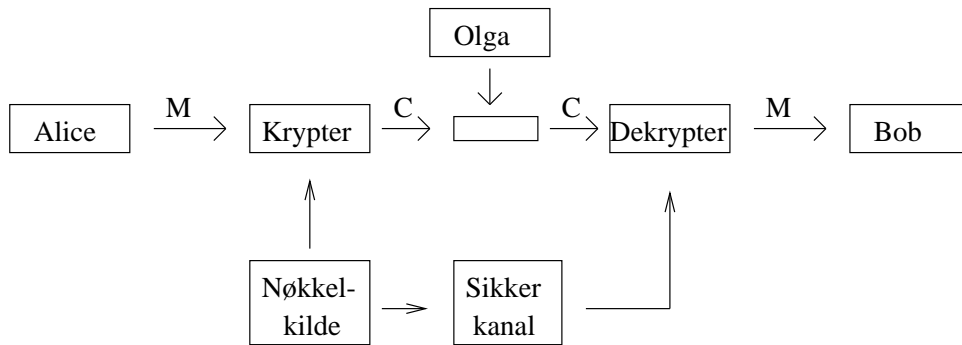 Olga
M
C
C
M
Alice
Krypter
Dekrypter
Bob
Nøkkel-
kilde
Sikker
kanal